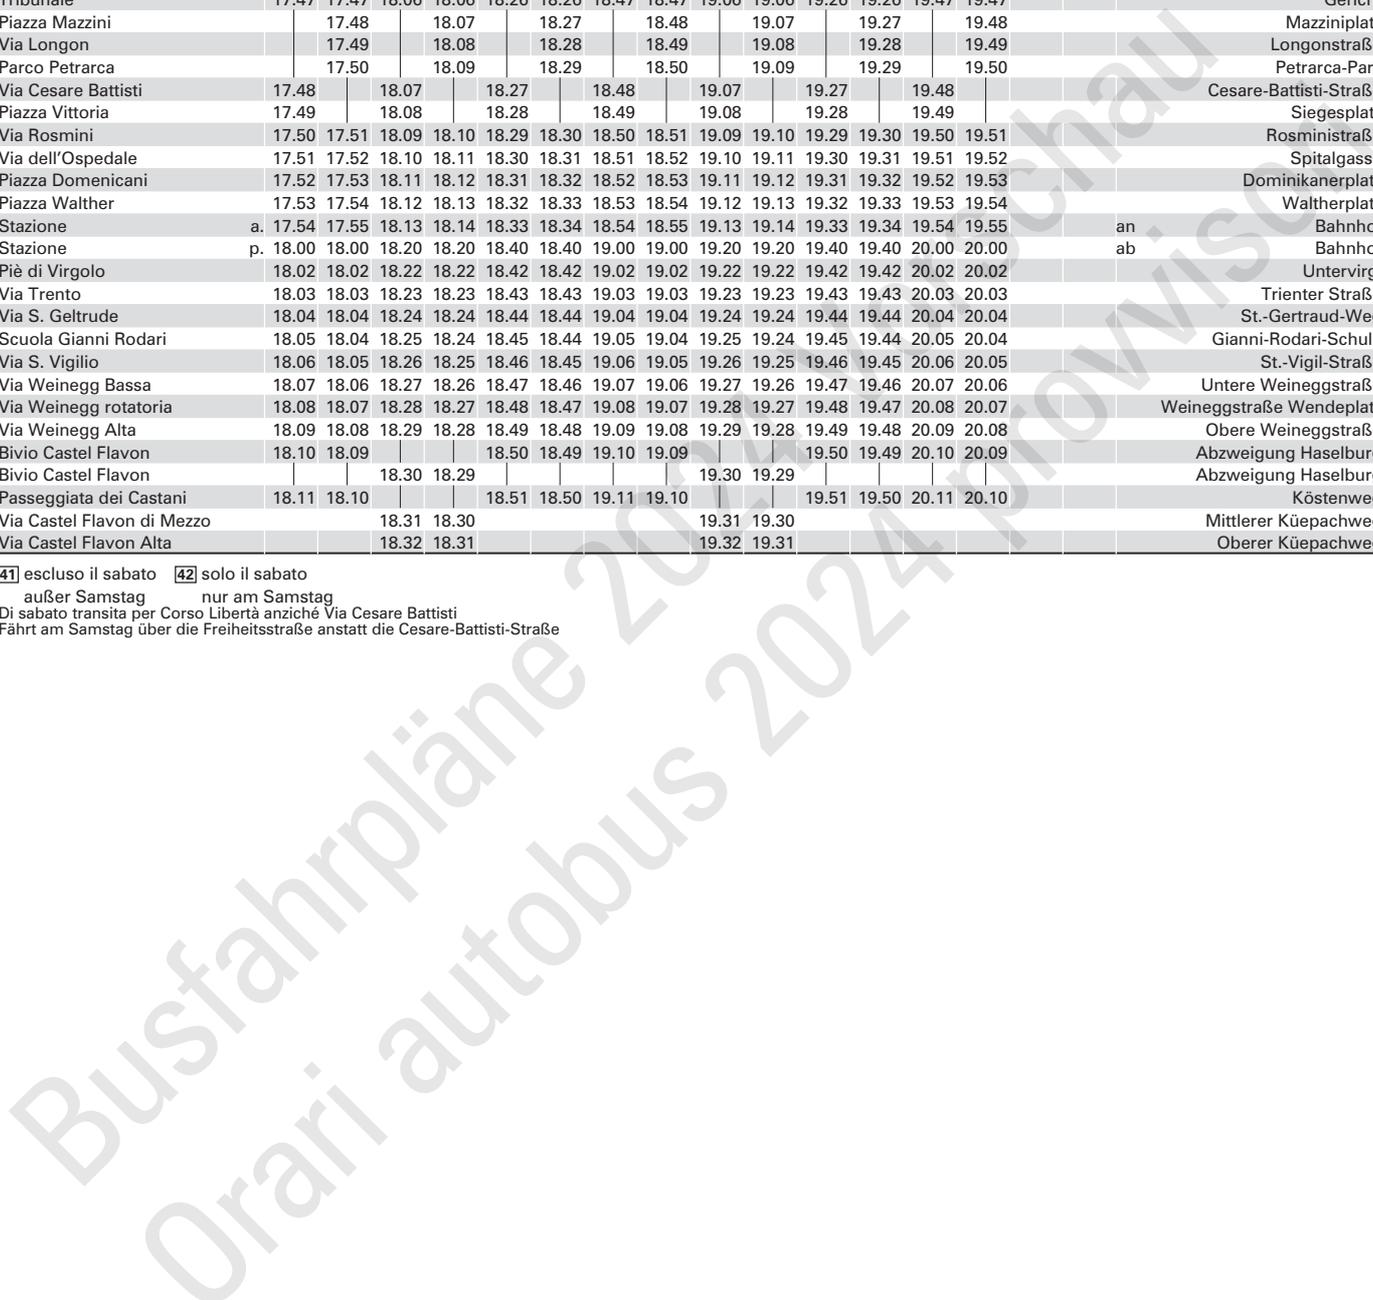 Tribunale 17.47 17.47 18.06 18.06 18.26 18.26 18.47 18.47 19.06 19.06 19.26 19.26 19.47 19.47 Gerich
Piazza Mazzini 17.48 18.07 18.27 18.48 19.07 19.27 19.48 Mazziniplat
Via Longon 17.49 18.08 18.28 18.49 19.08 19.28 19.49 Longonstraß
Parco Petrarca 17.50 18.09 18.29 18.50 19.09 19.29 19.50 Petrarca-Par
Via Cesare Battisti 17.48 18.07 18.27 18.48 19.07 19.27 19.48 Cesare-Battisti-Straß
Piazza Vittoria 17.49 18.08 18.28 18.49 19.08 19.28 19.49 Siegesplat
Via Rosmini 17.50 17.51 18.09 18.10 18.29 18.30 18.50 18.51 19.09 19.10 19.29 19.30 19.50 19.51 Rosministraß
Via dell'Ospedale 17.51 17.52 18.10 18.11 18.30 18.31 18.51 18.52 19.10 19.11 19.30 19.31 19.51 19.52 Spitalgass
Piazza Domenicani 17.52 17.53 18.11 18.12 18.31 18.32 18.52 18.53 19.11 19.12 19.31 19.32 19.52 19.53 Dominikanerplat
Piazza Walther 17.53 17.54 18.12 18.13 18.32 18.33 18.53 18.54 19.12 19.13 19.32 19.33 19.53 19.54 Waltherplat
Stazione a. 17.54 17.55 18.13 18.14 18.33 18.34 18.54 18.55 19.13 19.14 19.33 19.34 19.54 19.55 an Bahnho
Stazione p. 18.00 18.00 18.20 18.20 18.40 18.40 19.00 19.00 19.20 19.20 19.40 19.40 20.00 20.00 ab Bahnho
Piè di Virgolo 18.02 18.02 18.22 18.22 18.42 18.42 19.02 19.02 19.22 19.22 19.42 19.42 20.02 20.02 Untervirg
Via Trento 18.03 18.03 18.23 18.23 18.43 18.43 19.03 19.03 19.23 19.23 19.43 19.43 20.03 20.03 Trienter Straß
Via S. Geltrude 18.04 18.04 18.24 18.24 18.44 18.44 19.04 19.04 19.24 19.24 19.44 19.44 20.04 20.04 St.-Gertraud-We
Scuola Gianni Rodari 18.05 18.04 18.25 18.24 18.45 18.44 19.05 19.04 19.25 19.24 19.45 19.44 20.05 20.04 Gianni-Rodari-Schul
Via S. Vigilio 18.06 18.05 18.26 18.25 18.46 18.45 19.06 19.05 19.26 19.25 19.46 19.45 20.06 20.05 St.-Vigil-Straß
Via Weinegg Bassa 18.07 18.06 18.27 18.26 18.47 18.46 19.07 19.06 19.27 19.26 19.47 19.46 20.07 20.06 Untere Weineggstraß
Via Weinegg rotatoria 18.08 18.07 18.28 18.27 18.48 18.47 19.08 19.07 19.28 19.27 19.48 19.47 20.08 20.07 Weineggstraße Wendeplat
Via Weinegg Alta 18.09 18.08 18.29 18.28 18.49 18.48 19.09 19.08 19.29 19.28 19.49 19.48 20.09 20.08 Obere Weineggstraß
Bivio Castel Flavon 18.10 18.09 18.50 18.49 19.10 19.09 19.50 19.49 20.10 20.09 Abzweigung Haselbur
Bivio Castel Flavon 18.30 18.29 19.30 19.29 Abzweigung Haselbur
Passeggiata dei Castani 18.11 18.10 18.51 18.50 19.11 19.10 19.51 19.50 20.11 20.10 Köstenwe
Via Castel Flavon di Mezzo 18.31 18.30 19.31 19.30 Mittlerer Küepachwe
Via Castel Flavon Alta 18.32 18.31 19.32 19.31 Oberer Küepachwe
41 escluso il sabato 42 solo il sabato
außer Samstag nur am Samstag
Di sabato transita per Corso Libertà anziché Via Cesare Battisti
Fährt am Samstag über die Freiheitsstraße anstatt die Cesare-Battisti-Straße
Busfahrpläne 2024 Vorschau
Orari autobus 2024 provvisori